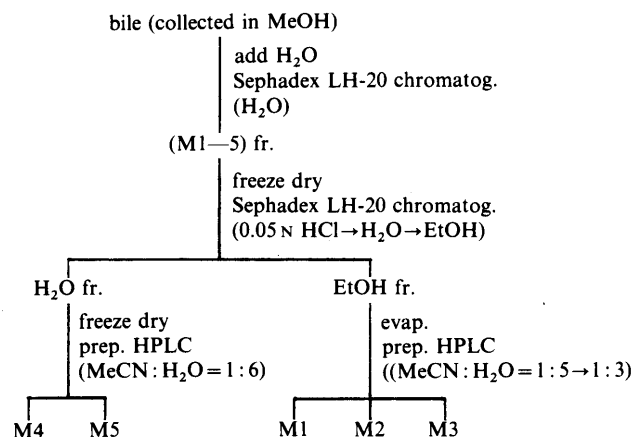 bile (collected in MeOH)
add H₂O
Sephadex LH-20 chromatog.
(H₂O)
(M1—5) fr.
freeze dry
Sephadex LH-20 chromatog.
(0.05 N HCl→H₂O→EtOH)
H₂O fr.
EtOH fr.
freeze dry
prep. HPLC
(MeCN:H₂O=1:6)
evap.
prep. HPLC
((MeCN:H₂O=1:5→1:3)
M4 M5 M1 M2 M3